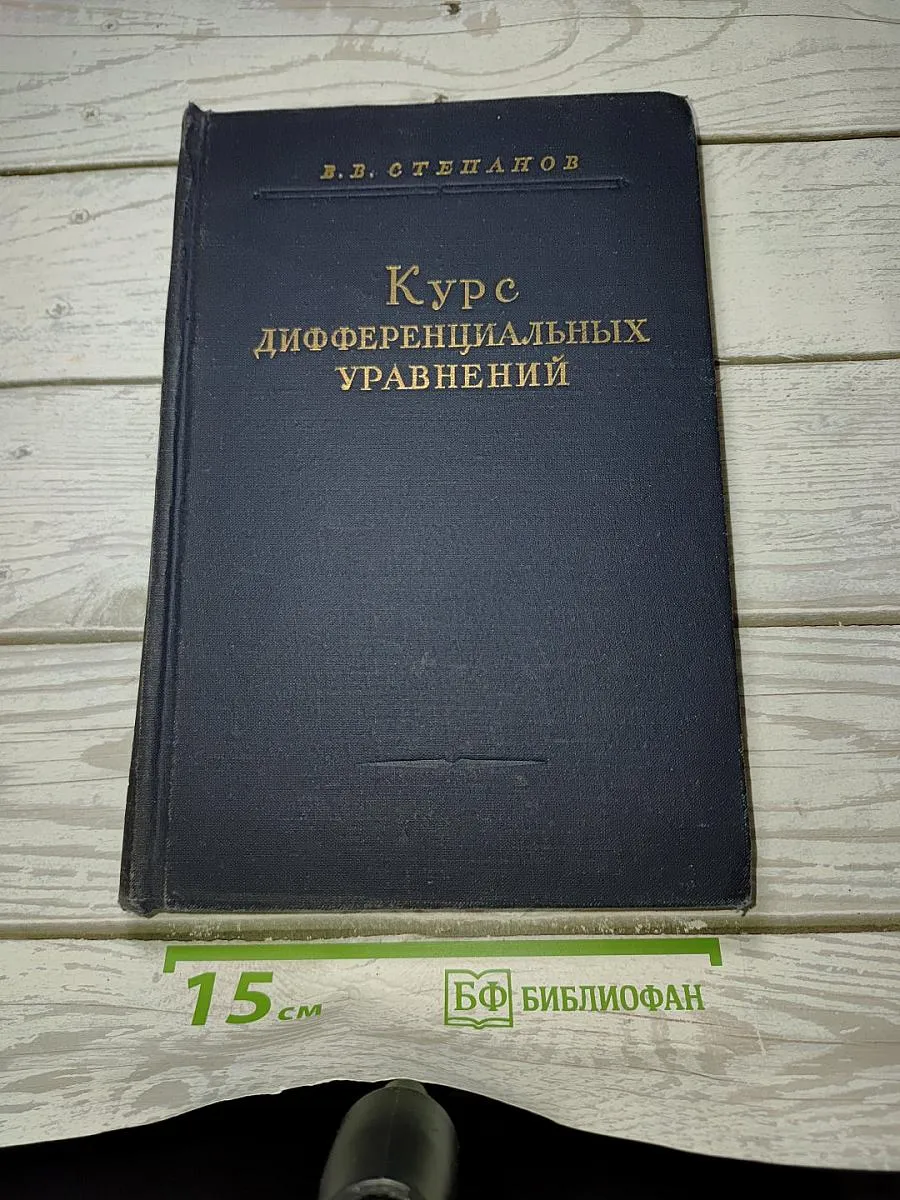 В. В. СТЕПАНОВ
Курс
ДИФФЕРЕНЦИАЛЬНЫХ
УРАВНЕНИЙ
15 см
БФ БИБЛИОФАН